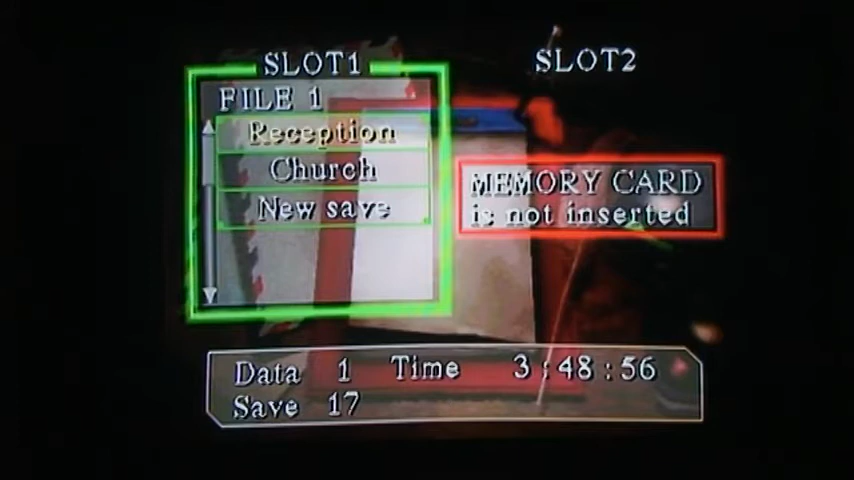 SLOT1
SLOT2
FILE 1
Reception
Church
New save
MEMORY CARD
is not inserted
Data 1 Time 3:48:56
Save 17